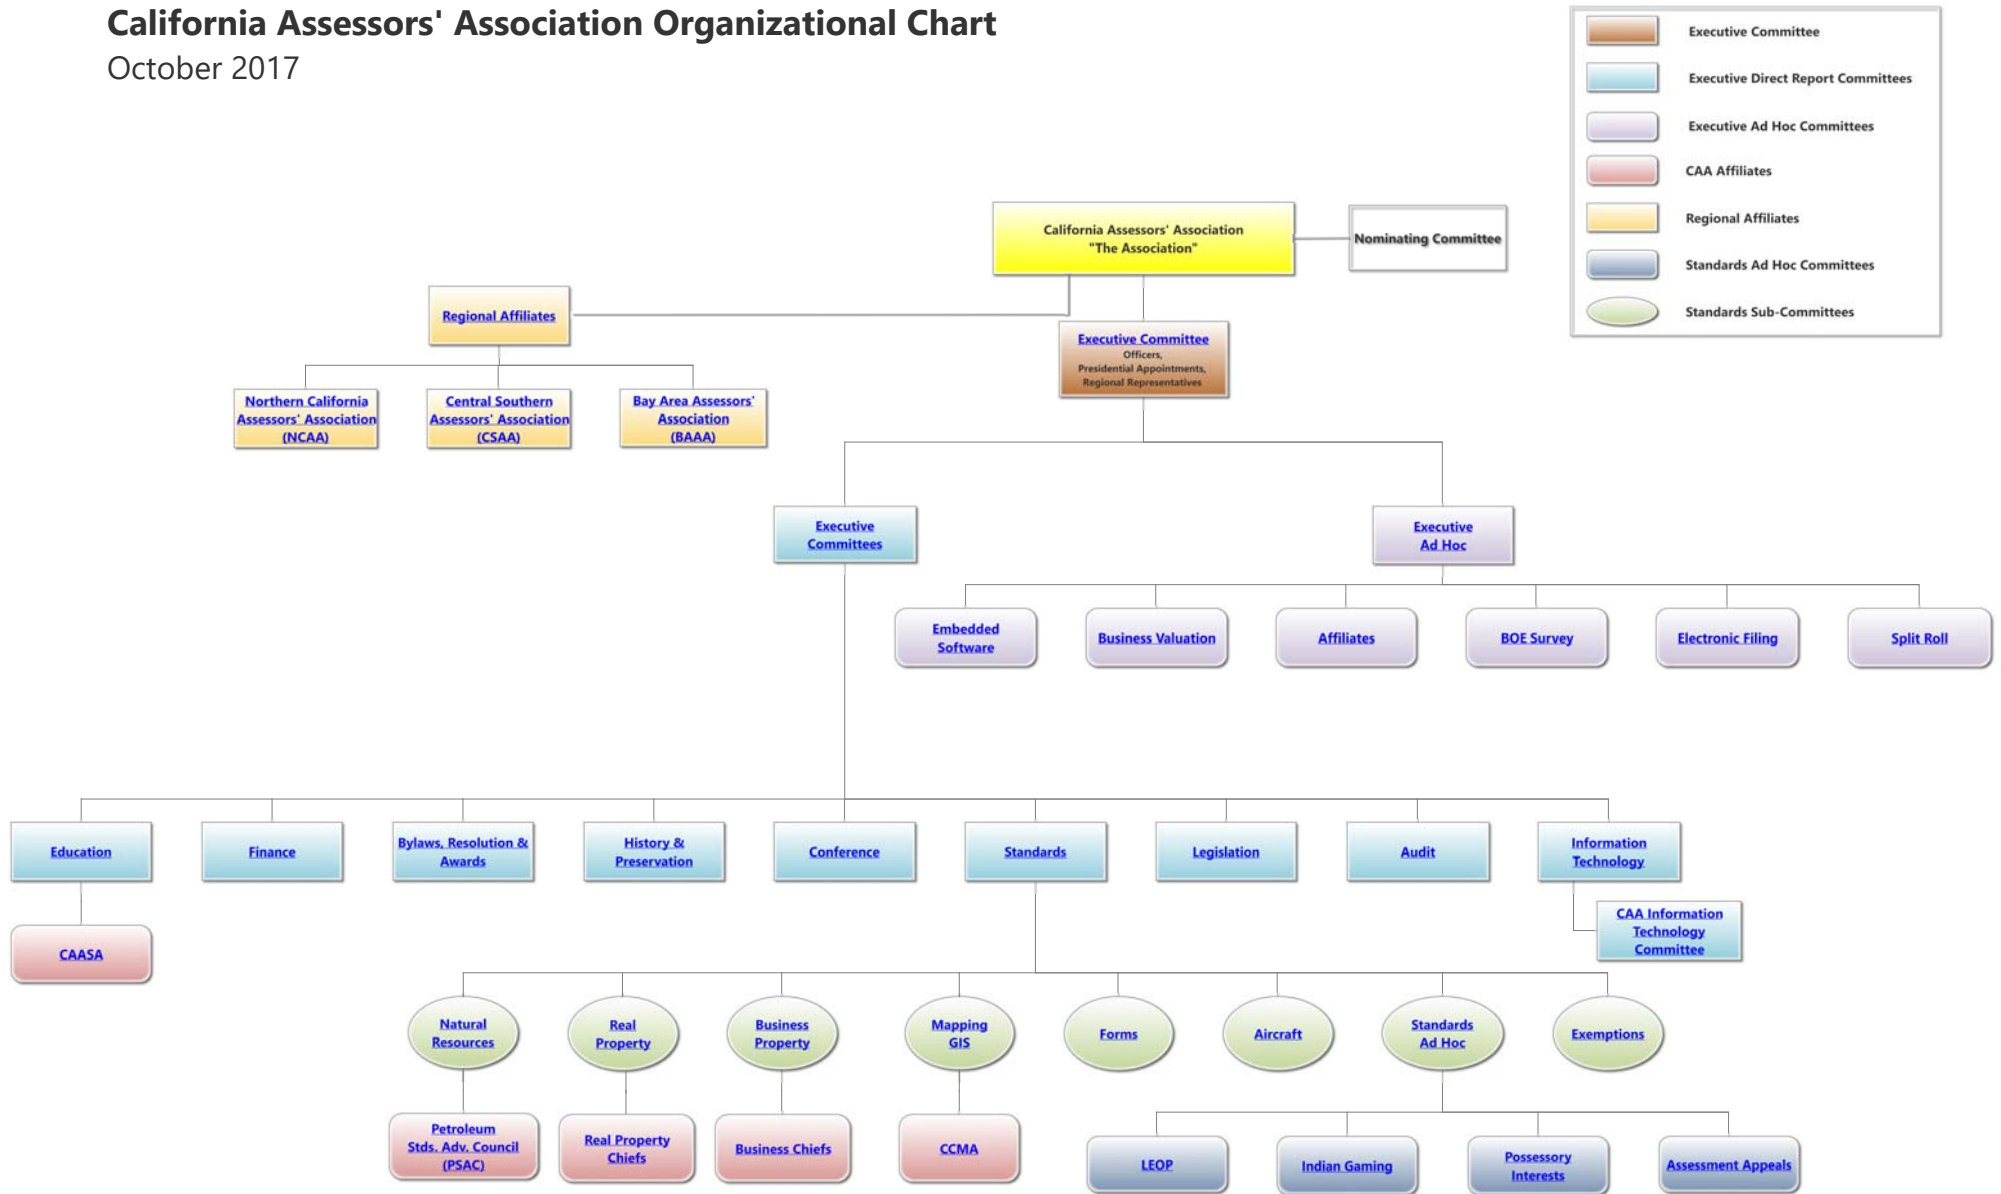 California Assessors' Association Organizational Chart
October 2017
Executive Committee
Executive Direct Report Committees
Executive Ad Hoc Committees
CAA Affiliates
Regional Affiliates
Standards Ad Hoc Committees
Standards Sub-Committees
California Assessors' Association
"The Association"
Nominating Committee
Regional Affiliates
Executive Committee
Officers,
Presidential Appointments,
Regional Representatives
Northern California
Assessors' Association
(NCAA)
Central Southern
Assessors' Association
(CSAA)
Bay Area Assessors'
Association
(BAAA)
Executive
Committees
Executive
Ad Hoc
Embedded
Software
Business Valuation
Affiliates
BOE Survey
Electronic Filing
Split Roll
Education
Finance
Bylaws, Resolution &
Awards
History &
Preservation
Conference
Standards
Legislation
Audit
Information
Technology
CAA Information
Technology
Committee
CAASA
Natural
Resources
Real
Property
Business
Property
Mapping
GIS
Forms
Aircraft
Standards
Ad Hoc
Exemptions
Petroleum
Stds. Adv. Council
(PSAC)
Real Property
Chiefs
Business Chiefs
CCMA
LEOP
Indian Gaming
Possessory
Interests
Assessment Appeals